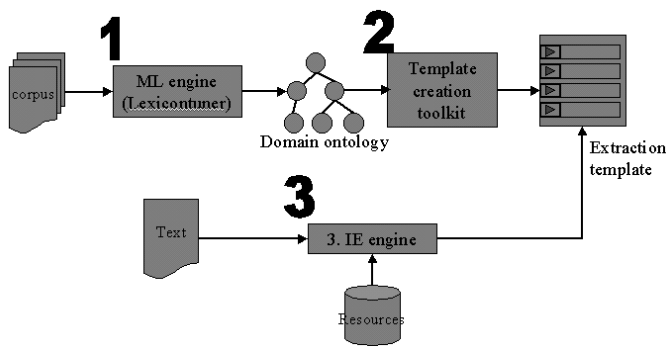 1
2
corpus
ML engine
(Lexicontuner)
Template
creation
toolkit
Domain ontology
Extraction
template
3
Text
3. IE engine
Resources